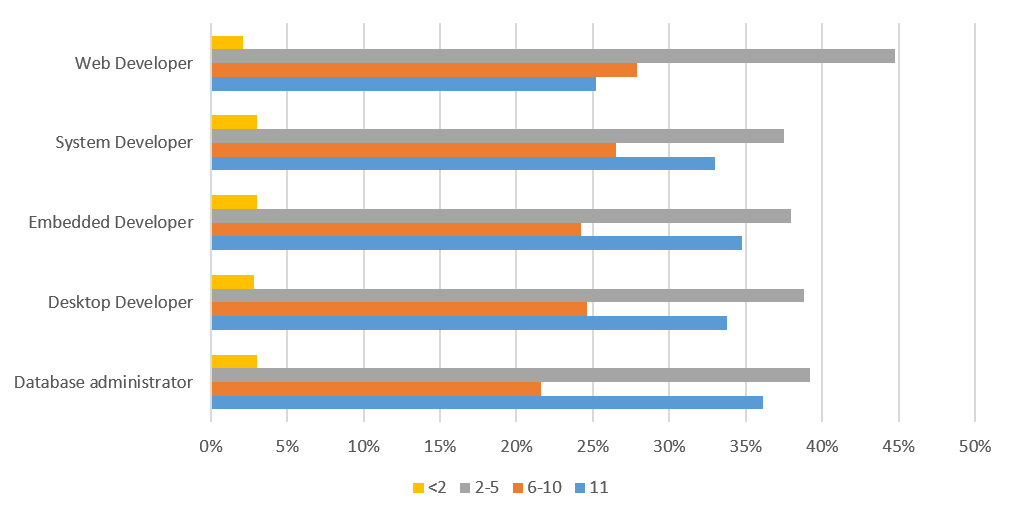 Web Developer
System Developer
Embedded Developer
Desktop Developer
Database administrator
0% 5% 10% 15% 20% 25% 30% 35% 40% 45% 50%
<2 2-5 6-10 11